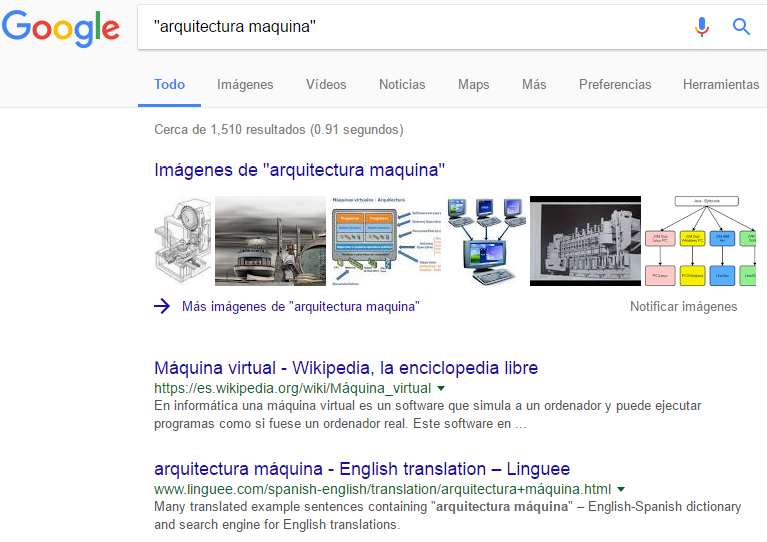 Google
"arquitectura maquina"
Todo Imágenes Vídeos Noticias Maps Más Preferencias Herramientas
Cerca de 1,510 resultados (0.91 segundos)
Imágenes de "arquitectura maquina"
Máquinas virtuales - Arquitectura
Programas Programas
Java - Bytecode
Más imágenes de "arquitectura maquina"
Notificar imágenes
Máquina virtual - Wikipedia, la enciclopedia libre
https://es.wikipedia.org/wiki/Máquina_virtual
En informática una máquina virtual es un software que simula a un ordenador y puede ejecutar
programas como si fuese un ordenador real. Este software en ...
arquitectura máquina - English translation – Linguee
www.linguee.com/spanish-english/translation/arquitectura+máquina.html
Many translated example sentences containing "arquitectura máquina" – English-Spanish dictionary
and search engine for English translations.